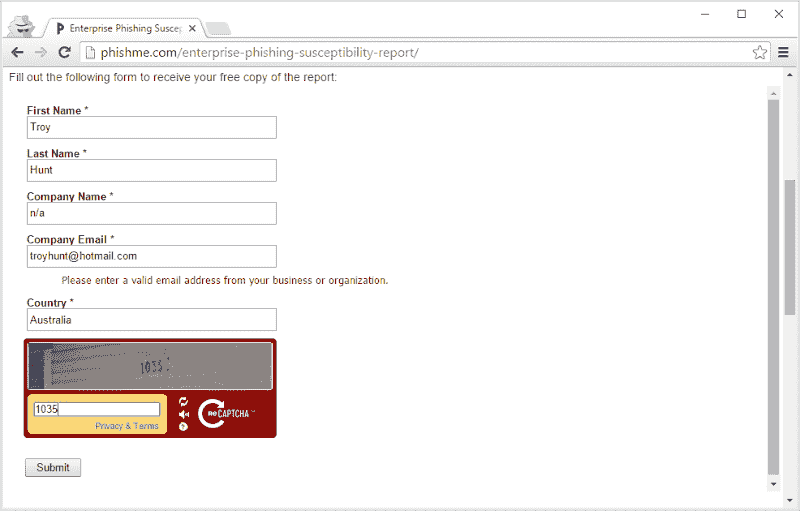 Enterprise Phishing Suscep
phishme.com/enterprise-phishing-susceptibility-report/
Fill out the following form to receive your free copy of the report:
First Name *
Troy
Last Name *
Hunt
Company Name *
n/a
Company Email *
troyhunt@hotmail.com
Please enter a valid email address from your business or organization.
Country *
Australia
1035
1035
reCAPTCHA™
Privacy & Terms
Submit